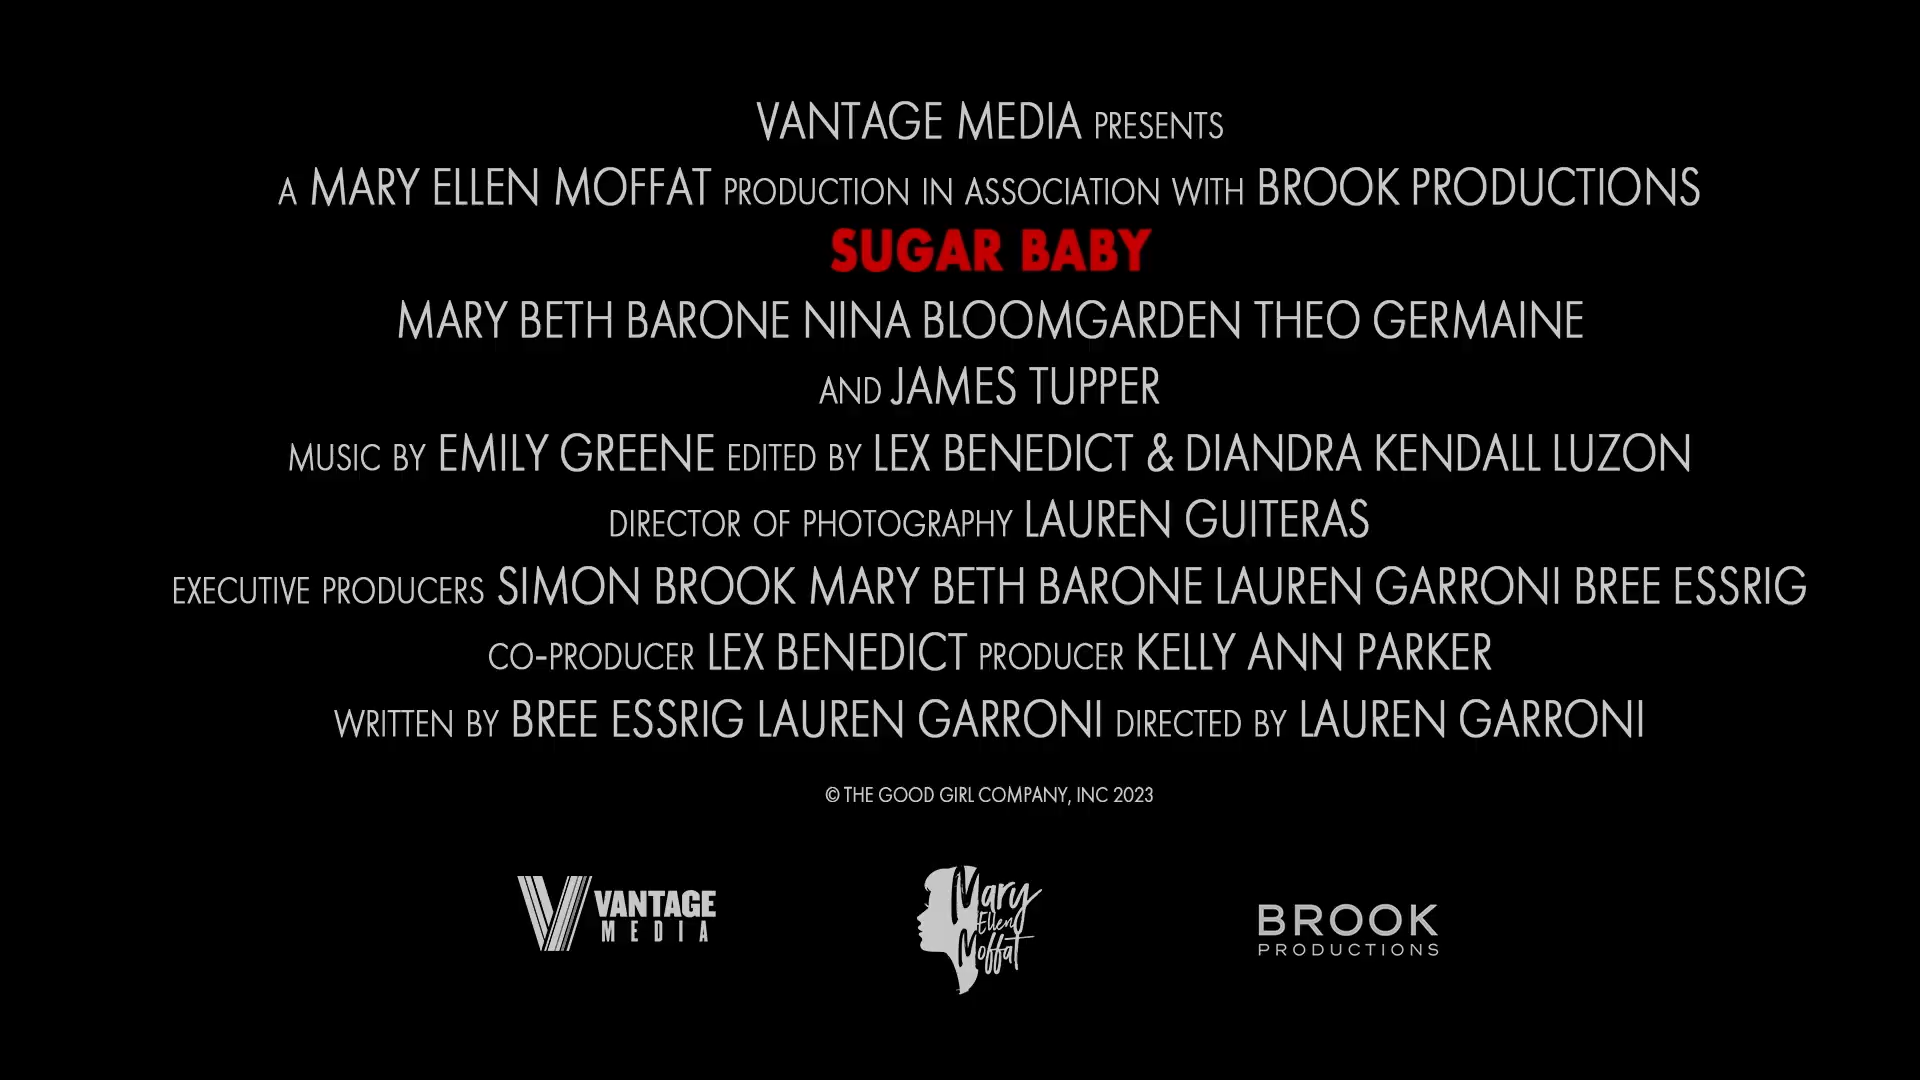 VANTAGE MEDIA PRESENTS
A MARY ELLEN MOFFAT PRODUCTION IN ASSOCIATION WITH BROOK PRODUCTIONS
SUGAR BABY
MARY BETH BARONE NINA BLOOMGARDEN THEO GERMAINE
AND JAMES TUPPER
MUSIC BY EMILY GREENE EDITED BY LEX BENEDICT & DIANDRA KENDALL LUZON
DIRECTOR OF PHOTOGRAPHY LAUREN GUITERAS
EXECUTIVE PRODUCERS SIMON BROOK MARY BETH BARONE LAUREN GARRONI BREE ESSRIG
CO-PRODUCER LEX BENEDICT PRODUCER KELLY ANN PARKER
WRITTEN BY BREE ESSRIG LAUREN GARRONI DIRECTED BY LAUREN GARRONI
© THE GOOD GIRL COMPANY, INC 2023
VANTAGE
MEDIA
Mary
Ellen
Moffat
BROOK
PRODUCTIONS